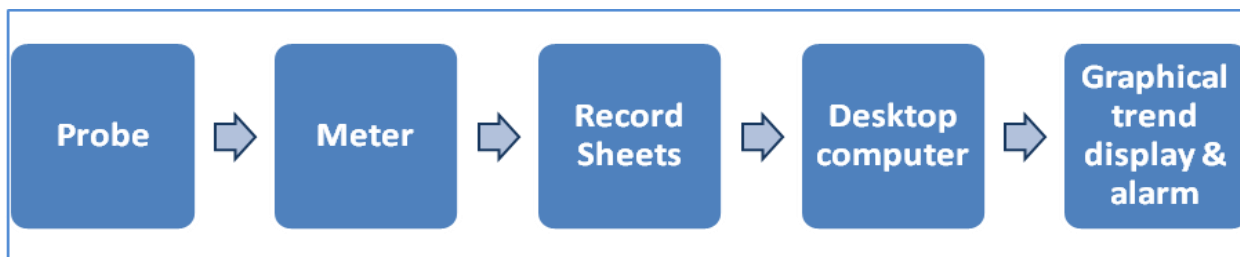 Probe
Meter
Record
Sheets
Desktop
computer
Graphical
trend
display &
alarm